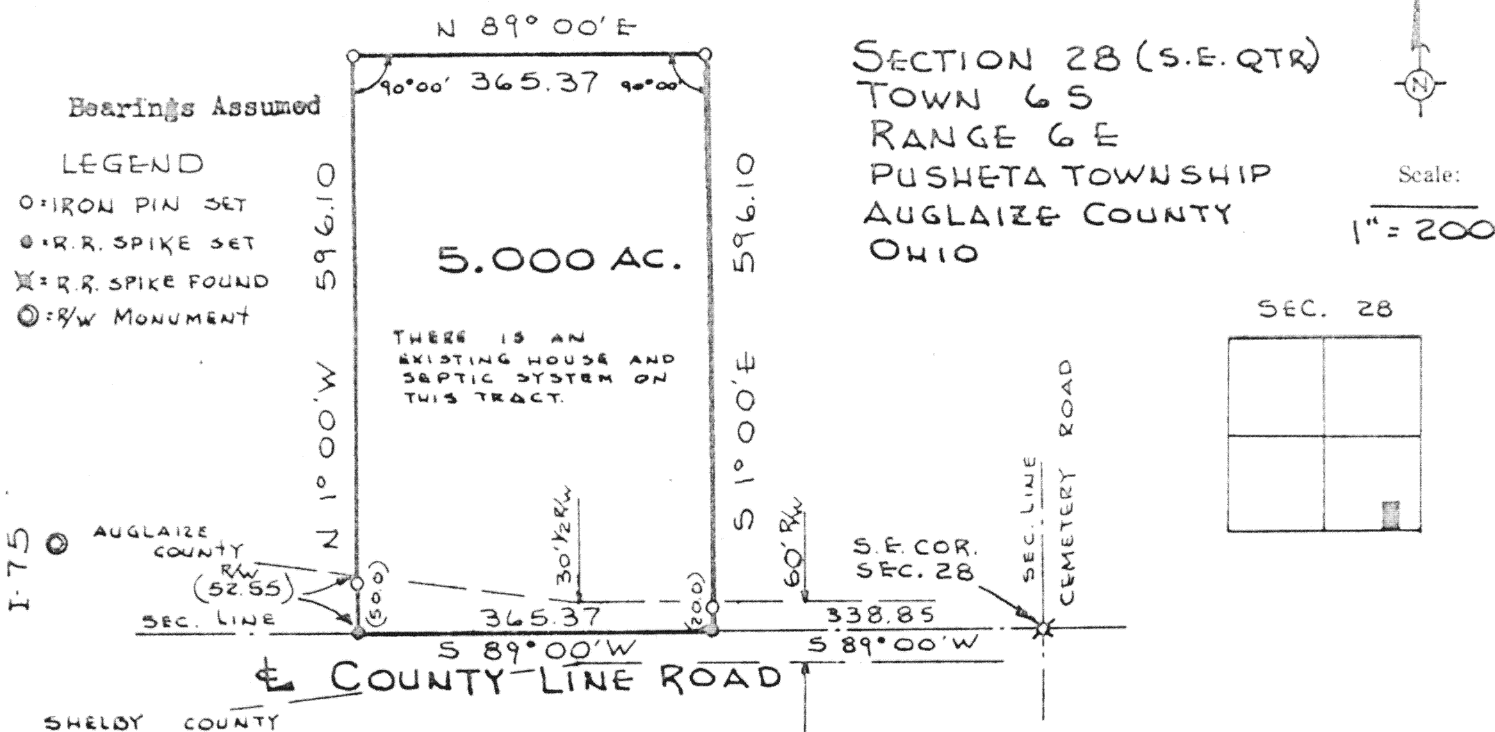 N 89° 00' E
90°00' 365.37 90°00'
Bearings Assumed
LEGEND
O=IRON PIN SET
=R.R. SPIKE SET
=R.R. SPIKE FOUND
=R/W MONUMENT
N 1° 00' W 596.10
5.000 AC.
THERE IS AN
EXISTING HOUSE AND
SEPTIC SYSTEM ON
THIS TRACT.
S 1° 00' E 596.10
SECTION 28 (S.E. QTR)
TOWN 6 S
RANGE 6 E
PUSHETA TOWNSHIP
AUGLAIZE COUNTY
OHIO
N
Scale:
1" = 200
SEC. 28
I-75
AUGLAIZE
COUNTY
R/W
(52.55)
(50.0)
SEC. LINE
30' 1/2 R/W
(20.0)
60' R/W
S.E. COR.
SEC. 28
SEC. LINE
CEMETERY ROAD
365.37
S 89° 00' W
338.85
S 89° 00' W
℄ COUNTY LINE ROAD
SHELBY COUNTY